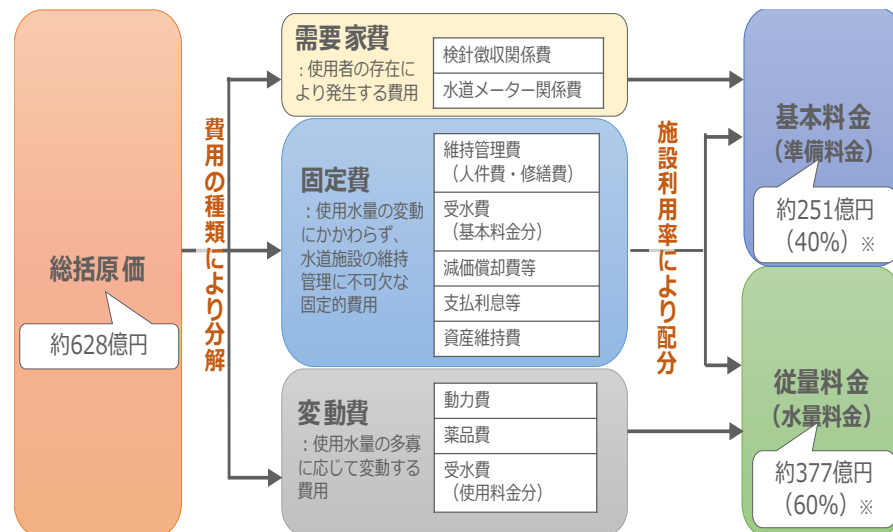 総括原価
約628億円
費用の種類により分解
需要家費
：使用者の存在に
より発生する費用
検針徴収関係費
水道メーター関係費
固定費
：使用水量の変動
にかかわらず、
水道施設の維持
管理に不可欠な
固定的費用
維持管理費
（人件費・修繕費）
受水費
（基本料金分）
減価償却費等
支払利息等
資産維持費
変動費
：使用水量の多寡
に応じて変動する
費用
動力費
薬品費
受水費
（使用料金分）
施設利用率により配分
基本料金
（準備料金）
約251億円
（40%）※
従量料金
（水量料金）
約377億円
（60%）※